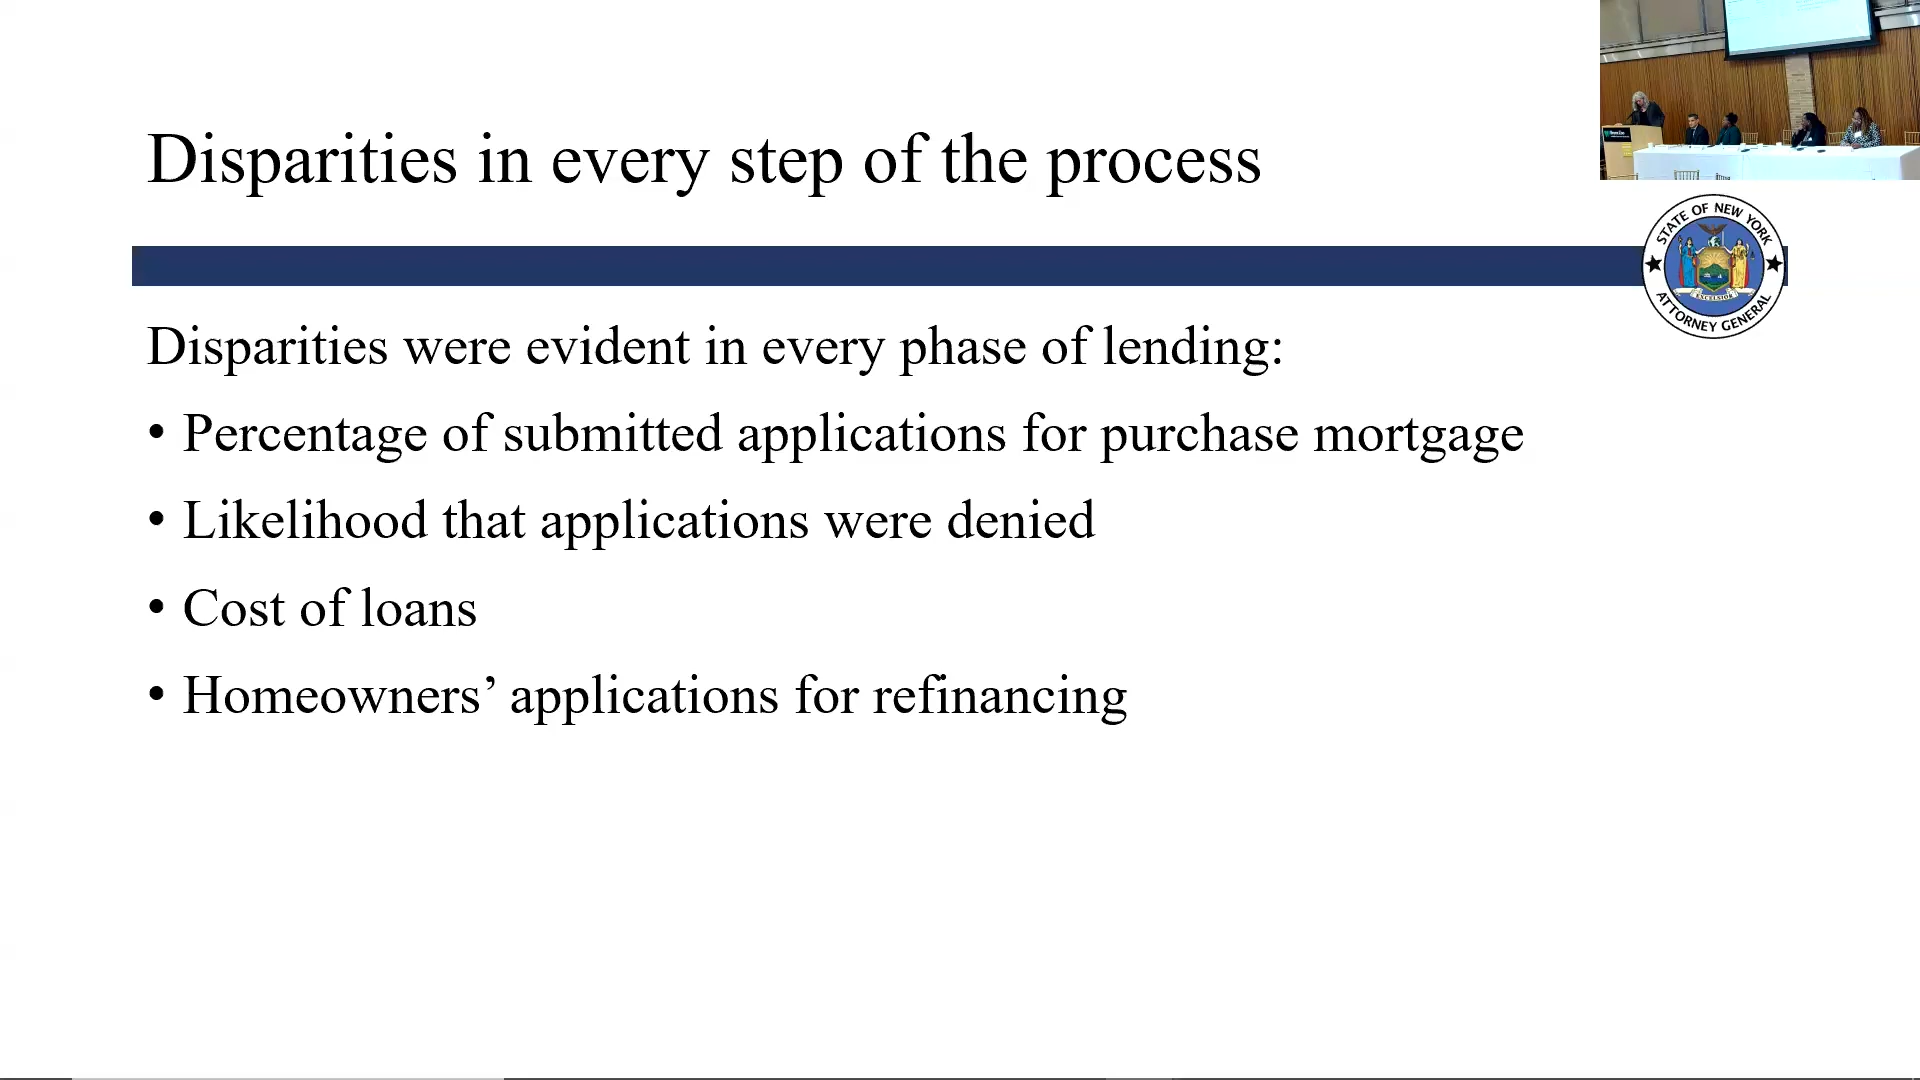 Disparities in every step of the process
STATE OF NEW YORK
EXCELSIOR
ATTORNEY GENERAL
Disparities were evident in every phase of lending:
• Percentage of submitted applications for purchase mortgage
• Likelihood that applications were denied
• Cost of loans
• Homeowners’ applications for refinancing